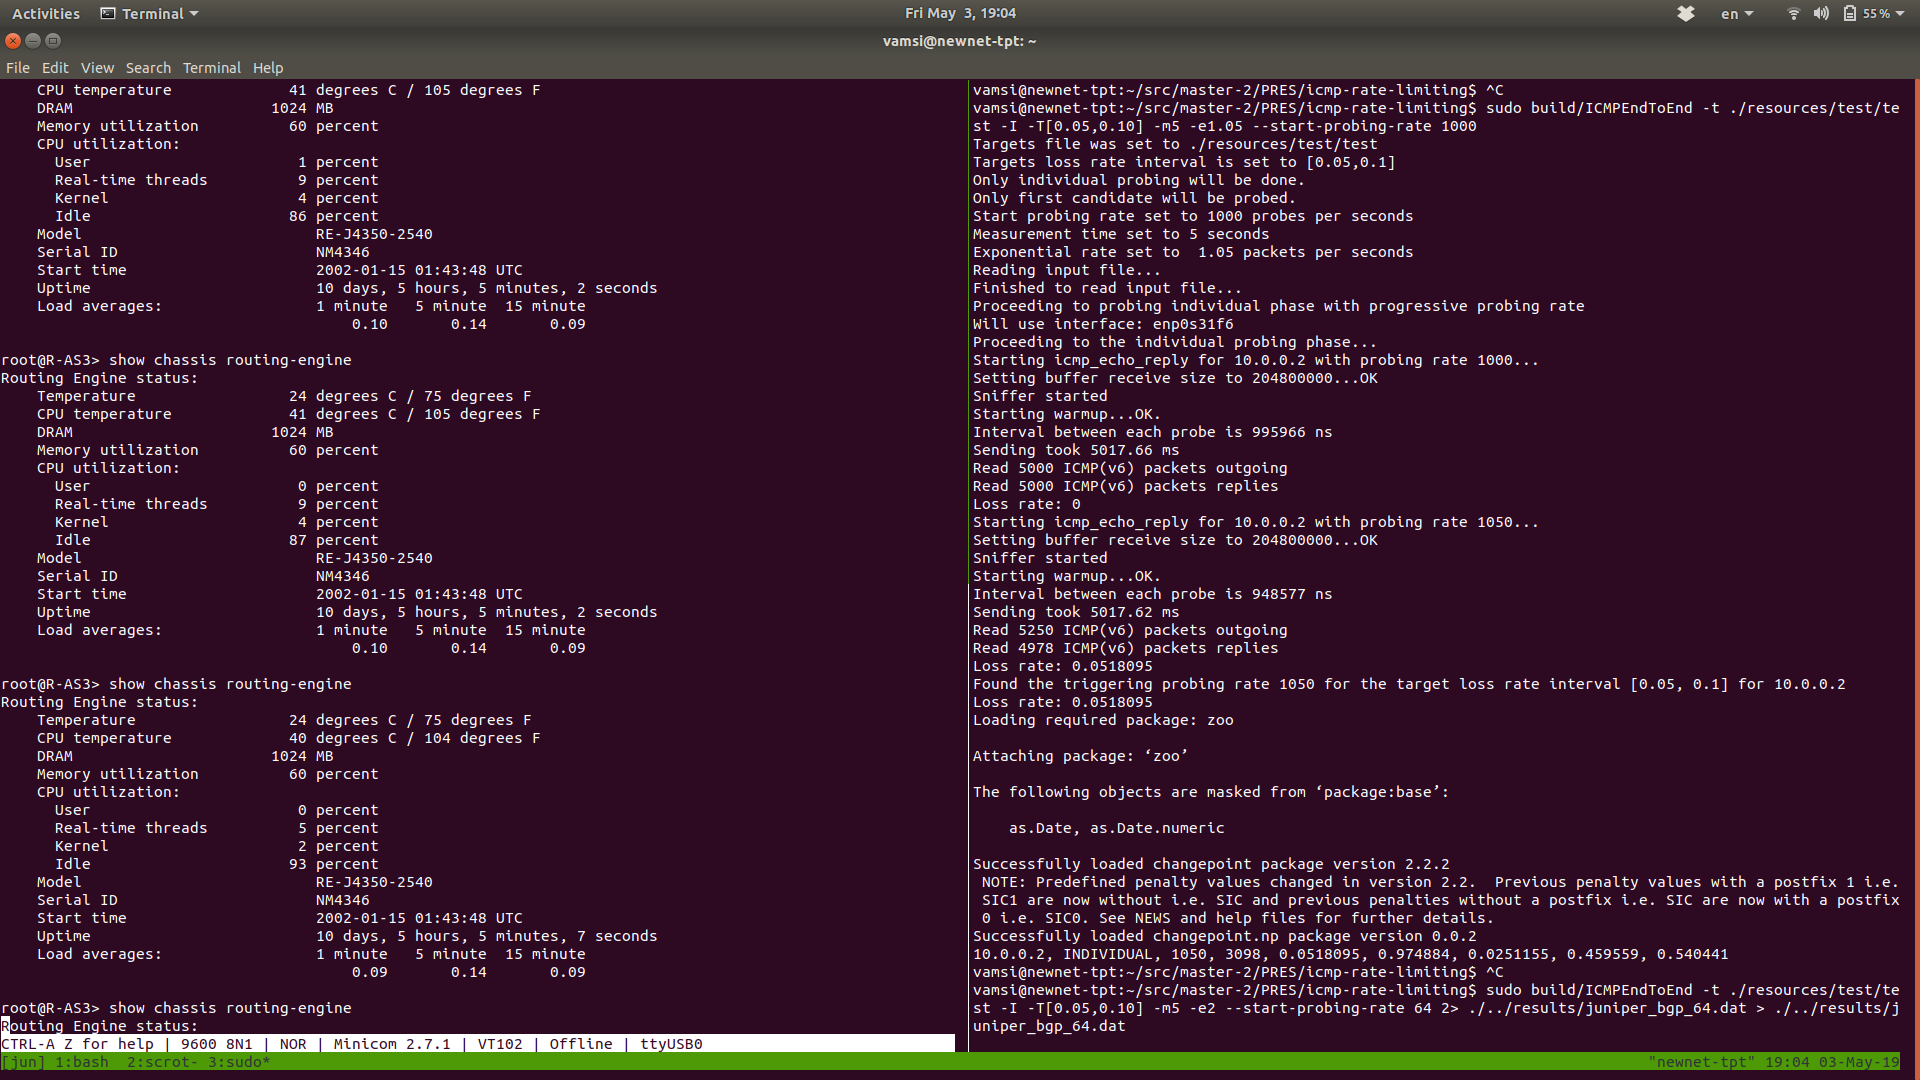 Activities Terminal Fri May 3, 19:04 en 55%
vamsi@newnet-tpt: ~
File Edit View Search Terminal Help
CPU temperature 41 degrees C / 105 degrees F
DRAM 1024 MB
Memory utilization 60 percent
CPU utilization:
User 1 percent
Real-time threads 9 percent
Kernel 4 percent
Idle 86 percent
Model RE-J4350-2540
Serial ID NM4346
Start time 2002-01-15 01:43:48 UTC
Uptime 10 days, 5 hours, 5 minutes, 2 seconds
Load averages: 1 minute 5 minute 15 minute
0.10 0.14 0.09
root@R-AS3> show chassis routing-engine
Routing Engine status:
Temperature 24 degrees C / 75 degrees F
CPU temperature 41 degrees C / 105 degrees F
DRAM 1024 MB
Memory utilization 60 percent
CPU utilization:
User 0 percent
Real-time threads 9 percent
Kernel 4 percent
Idle 87 percent
Model RE-J4350-2540
Serial ID NM4346
Start time 2002-01-15 01:43:48 UTC
Uptime 10 days, 5 hours, 5 minutes, 2 seconds
Load averages: 1 minute 5 minute 15 minute
0.10 0.14 0.09
root@R-AS3> show chassis routing-engine
Routing Engine status:
Temperature 24 degrees C / 75 degrees F
CPU temperature 40 degrees C / 104 degrees F
DRAM 1024 MB
Memory utilization 60 percent
CPU utilization:
User 0 percent
Real-time threads 5 percent
Kernel 2 percent
Idle 93 percent
Model RE-J4350-2540
Serial ID NM4346
Start time 2002-01-15 01:43:48 UTC
Uptime 10 days, 5 hours, 5 minutes, 7 seconds
Load averages: 1 minute 5 minute 15 minute
0.09 0.14 0.09
root@R-AS3> show chassis routing-engine
Routing Engine status:
CTRL-A Z for help | 9600 8N1 | NOR | Minicom 2.7.1 | VT102 | Offline | ttyUSB0
vamsi@newnet-tpt:~/src/master-2/PRES/icmp-rate-limiting$ ^C
vamsi@newnet-tpt:~/src/master-2/PRES/icmp-rate-limiting$ sudo build/ICMPEndToEnd -t ./resources/test/te
st -I -T[0.05,0.10] -m5 -e1.05 --start-probing-rate 1000
Targets file was set to ./resources/test/test
Targets loss rate interval is set to [0.05,0.1]
Only individual probing will be done.
Only first candidate will be probed.
Start probing rate set to 1000 probes per seconds
Measurement time set to 5 seconds
Exponential rate set to  1.05 packets per seconds
Reading input file...
Finished to read input file...
Proceeding to probing individual phase with progressive probing rate
Will use interface: enp0s31f6
Proceeding to the individual probing phase...
Starting icmp_echo_reply for 10.0.0.2 with probing rate 1000...
Setting buffer receive size to 204800000...OK
Sniffer started
Starting warmup...OK.
Interval between each probe is 995966 ns
Sending took 5017.66 ms
Read 5000 ICMP(v6) packets outgoing
Read 5000 ICMP(v6) packets replies
Loss rate: 0
Starting icmp_echo_reply for 10.0.0.2 with probing rate 1050...
Setting buffer receive size to 204800000...OK
Sniffer started
Starting warmup...OK.
Interval between each probe is 948577 ns
Sending took 5017.62 ms
Read 5250 ICMP(v6) packets outgoing
Read 4978 ICMP(v6) packets replies
Loss rate: 0.0518095
Found the triggering probing rate 1050 for the target loss rate interval [0.05, 0.1] for 10.0.0.2
Loss rate: 0.0518095
Loading required package: zoo
Attaching package: ‘zoo’
The following objects are masked from ‘package:base’:
as.Date, as.Date.numeric
Successfully loaded changepoint package version 2.2.2
NOTE: Predefined penalty values changed in version 2.2.  Previous penalty values with a postfix 1 i.e.
SIC1 are now without i.e. SIC and previous penalties without a postfix i.e. SIC are now with a postfix
0 i.e. SIC0. See NEWS and help files for further details.
Successfully loaded changepoint.np package version 0.0.2
10.0.0.2, INDIVIDUAL, 1050, 3098, 0.0518095, 0.974884, 0.0251155, 0.459559, 0.540441
vamsi@newnet-tpt:~/src/master-2/PRES/icmp-rate-limiting$ ^C
vamsi@newnet-tpt:~/src/master-2/PRES/icmp-rate-limiting$ sudo build/ICMPEndToEnd -t ./resources/test/te
st -I -T[0.05,0.10] -m5 -e2 --start-probing-rate 64 2> ./../results/juniper_bgp_64.dat > ./../results/j
uniper_bgp_64.dat
[jun] 1:bash  2:scrot- 3:sudo* "newnet-tpt" 19:04 03-May-19